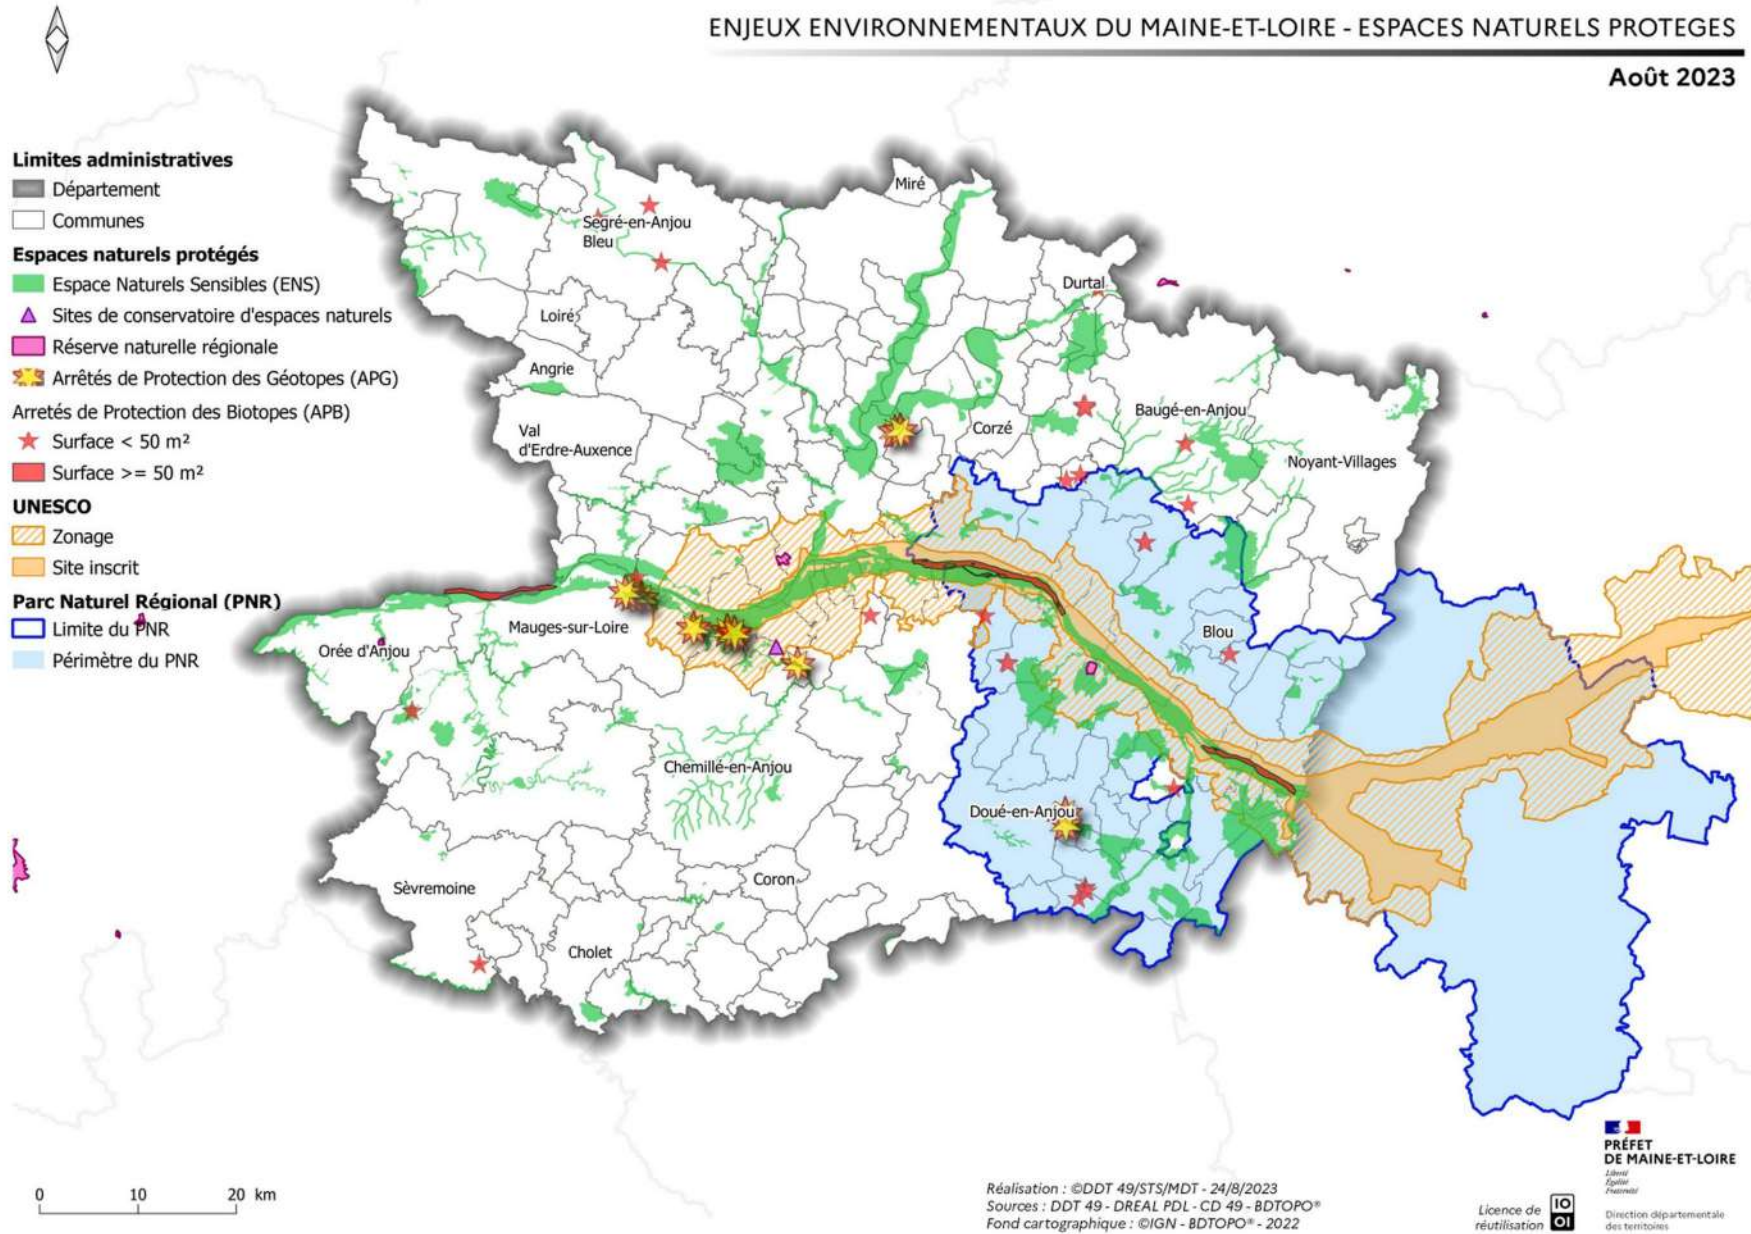 ENJEUX ENVIRONNEMENTAUX DU MAINE-ET-LOIRE - ESPACES NATURELS PROTEGES
Août 2023
Limites administratives
Département
Communes
Espaces naturels protégés
Espace Naturels Sensibles (ENS)
Sites de conservatoire d'espaces naturels
Réserve naturelle régionale
Arrêtés de Protection des Géotopes (APG)
Arretés de Protection des Biotopes (APB)
Surface < 50 m²
Surface >= 50 m²
UNESCO
Zonage
Site inscrit
Parc Naturel Régional (PNR)
Limite du PNR
Périmètre du PNR
Miré
Segré-en-Anjou
Bleu
Durtal
Loiré
Angrie
Baugé-en-Anjou
Val
d'Erdre-Auxence
Corzé
Noyant-Villages
Mauges-sur-Loire
Blou
Orée d'Anjou
Chemillé-en-Anjou
Doué-en-Anjou
Coron
Sèvremoine
Cholet
0 10 20 km
Réalisation : ©DDT 49/STS/MDT - 24/8/2023
Sources : DDT 49 - DREAL PDL - CD 49 - BDTOPO®
Fond cartographique : ©IGN - BDTOPO® - 2022
Licence de
réutilisation
IO
OI
PRÉFET
DE MAINE-ET-LOIRE
Liberté
Égalité
Fraternité
Direction départementale
des territoires